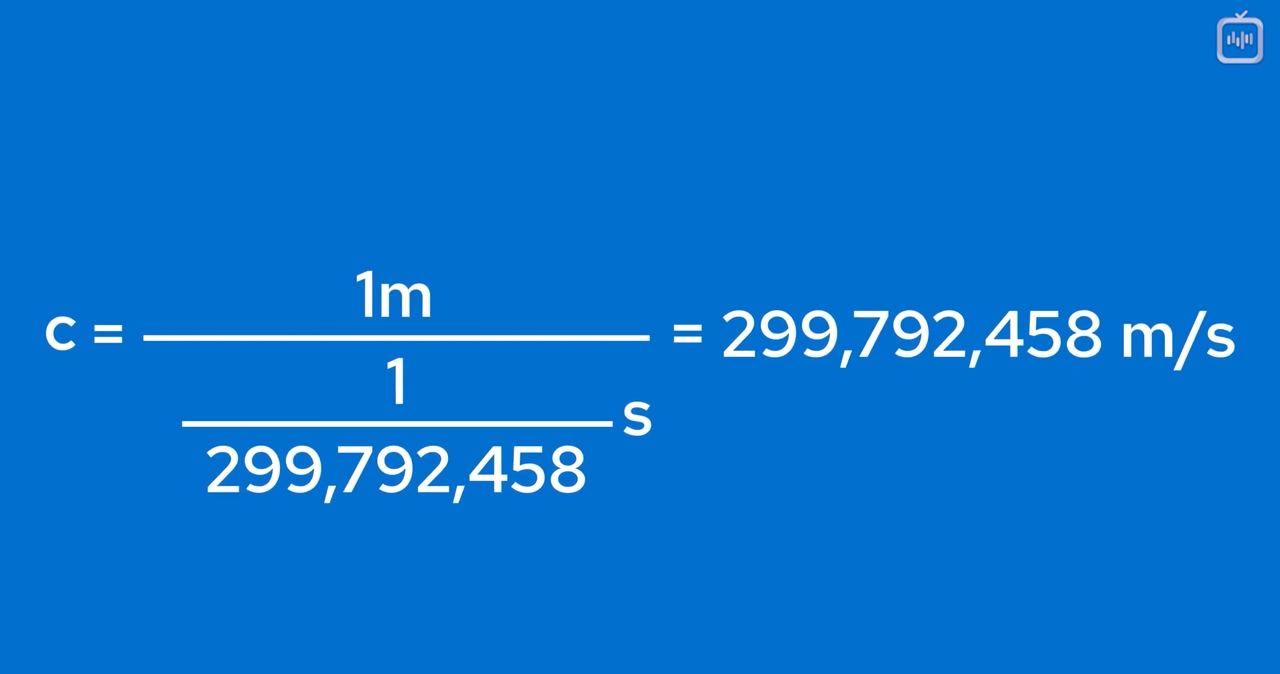 1m
c = = 299,792,458 m/s
1
s
299,792,458